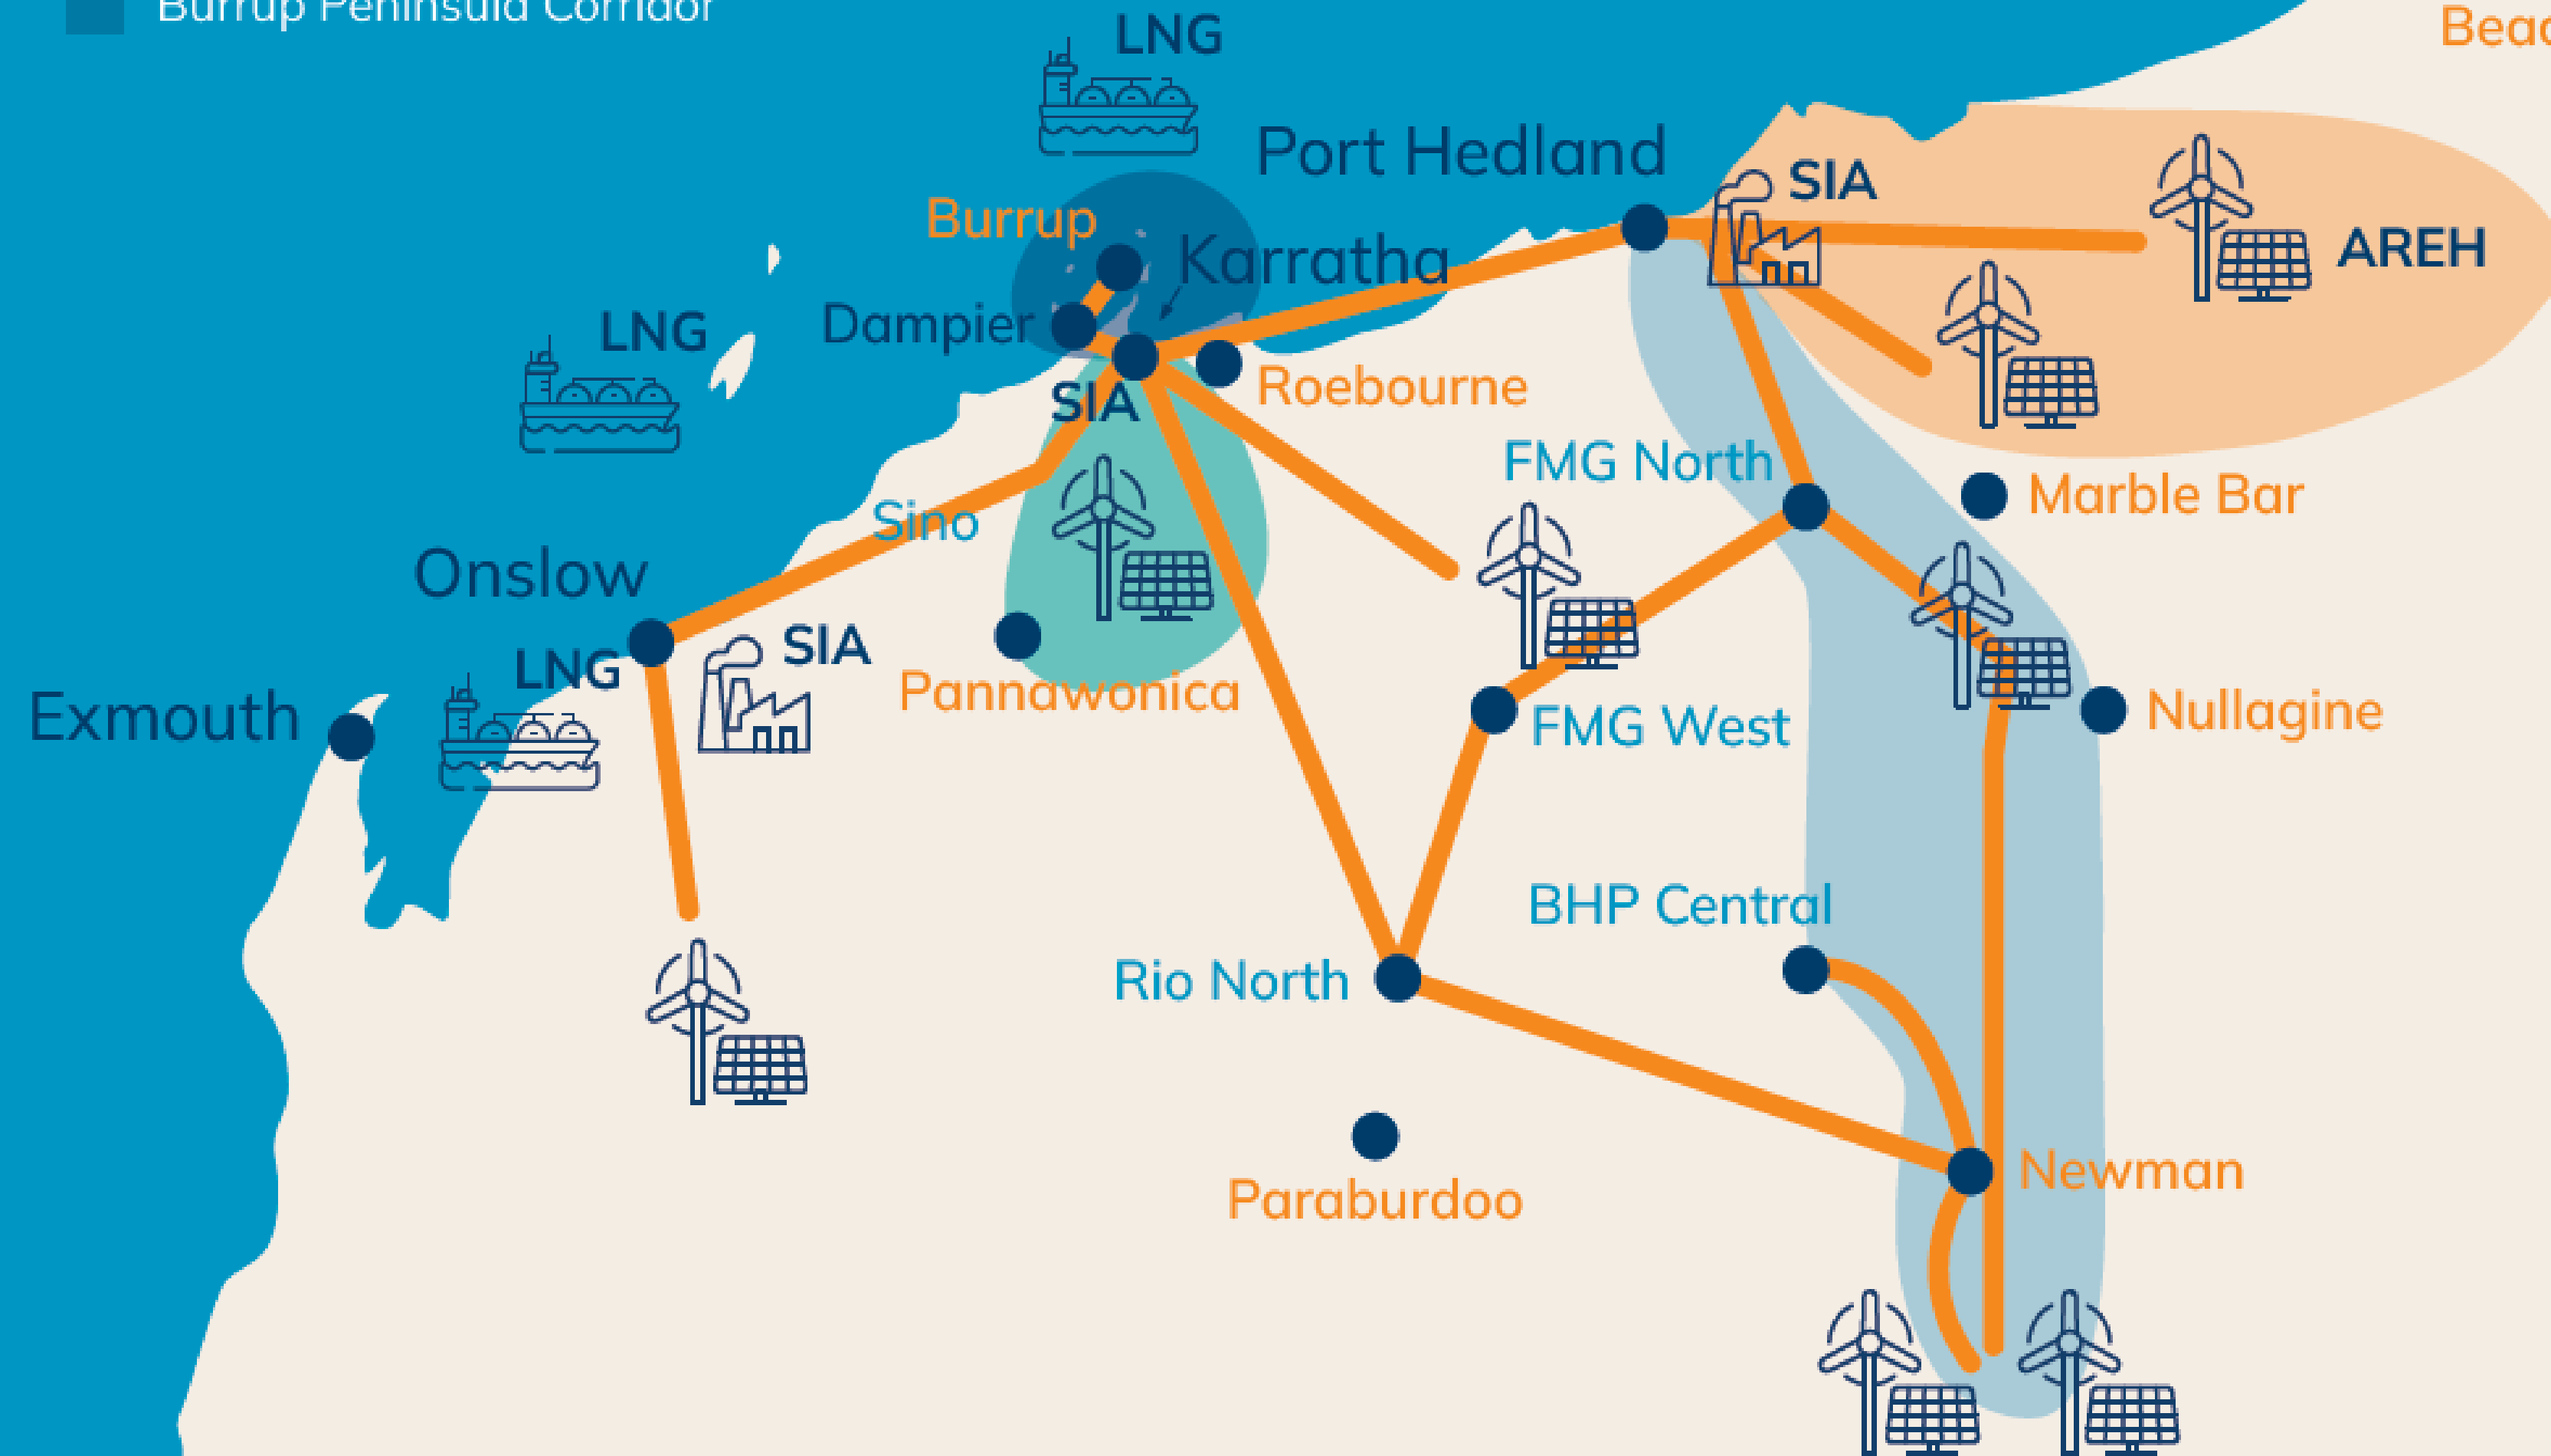 Burrup Peninsula Corridor
LNG
Port Hedland
SIA
Burrup
Karratha
AREH
Dampier
LNG
SIA
Roebourne
FMG North
Marble Bar
Sino
Onslow
SIA
LNG
Pannawonica
Exmouth
FMG West
Nullagine
BHP Central
Rio North
Newman
Paraburdoo